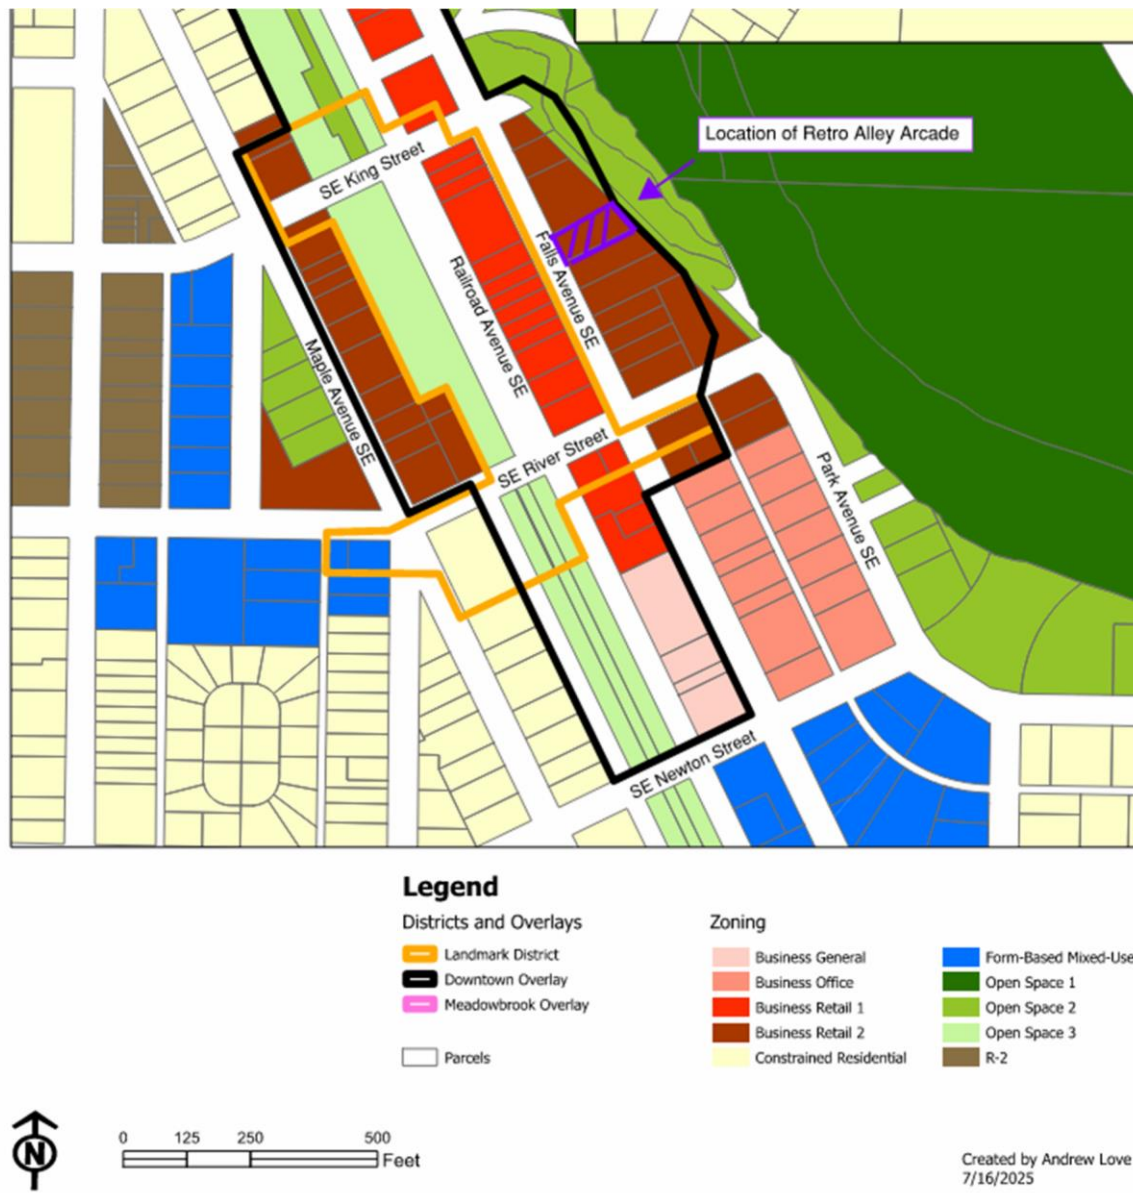 Location of Retro Alley Arcade
SE King Street
Falls Avenue SE
Railroad Avenue SE
Maple Avenue SE
SE River Street
Park Avenue SE
SE Newton Street
Legend
Districts and Overlays
Landmark District
Downtown Overlay
Meadowbrook Overlay
Parcels
Zoning
Business General
Business Office
Business Retail 1
Business Retail 2
Constrained Residential
Form-Based Mixed-Use
Open Space 1
Open Space 2
Open Space 3
R-2
N
0 125 250 500
Feet
Created by Andrew Love
7/16/2025